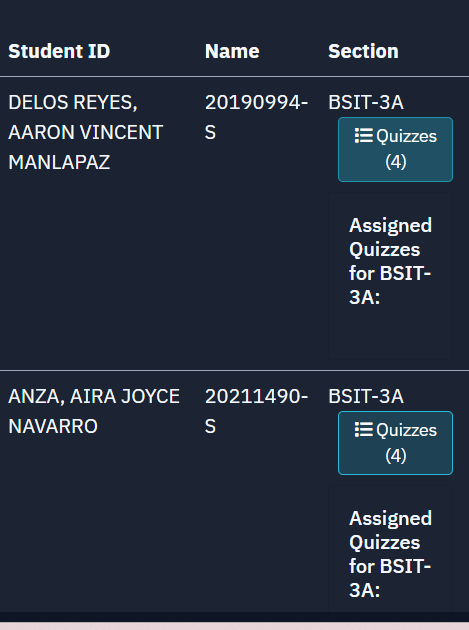 Student ID Name Section
DELOS REYES, 20190994- BSIT-3A
AARON VINCENT S
MANLAPAZ
Quizzes
(4)
Assigned
Quizzes
for BSIT-
3A:
ANZA, AIRA JOYCE 20211490- BSIT-3A
NAVARRO S
Quizzes
(4)
Assigned
Quizzes
for BSIT-
3A: